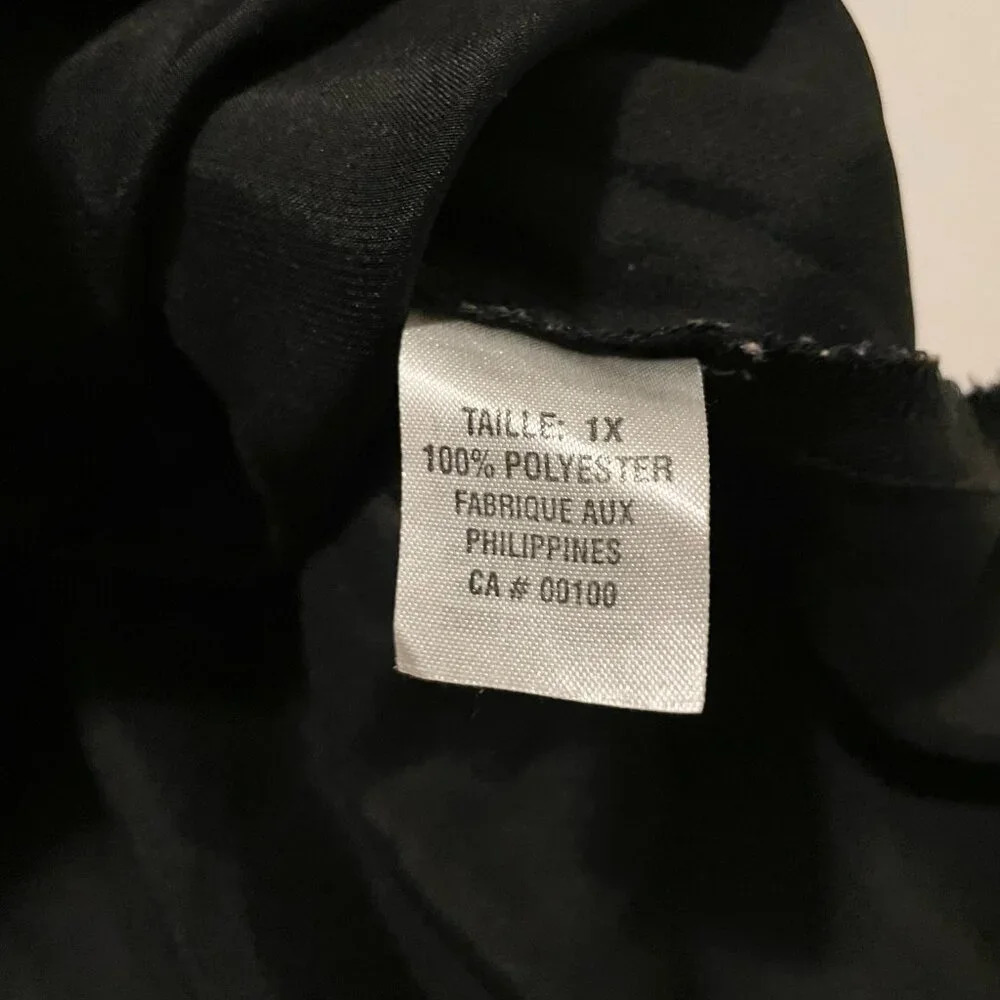 TAILLE: 1X
100% POLYESTER
FABRIQUE AUX
PHILIPPINES
CA # 00100